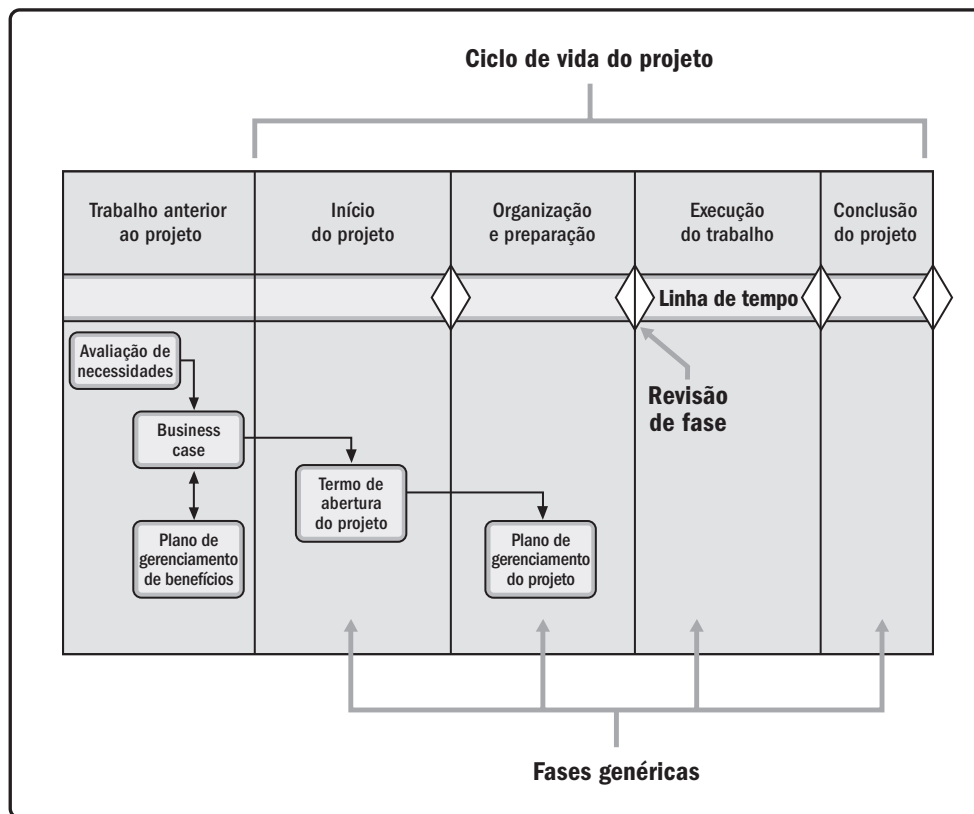 Ciclo de vida do projeto
Trabalho anterior
ao projeto
Início
do projeto
Organização
e preparação
Execução
do trabalho
Conclusão
do projeto
Linha de tempo
Avaliação de
necessidades
Business
case
Plano de
gerenciamento
de benefícios
Termo de
abertura
do projeto
Plano de
gerenciamento
do projeto
Revisão
de fase
Fases genéricas